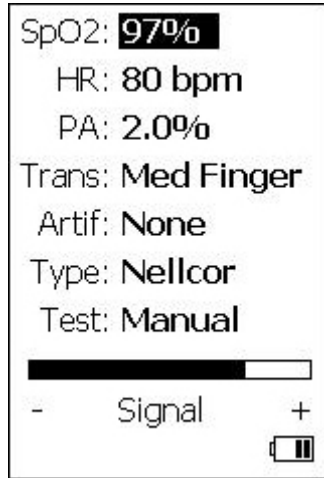 SpO2: 97%
HR: 80 bpm
PA: 2.0%
Trans: Med Finger
Artif: None
Type: Nellcor
Test: Manual
- Signal +